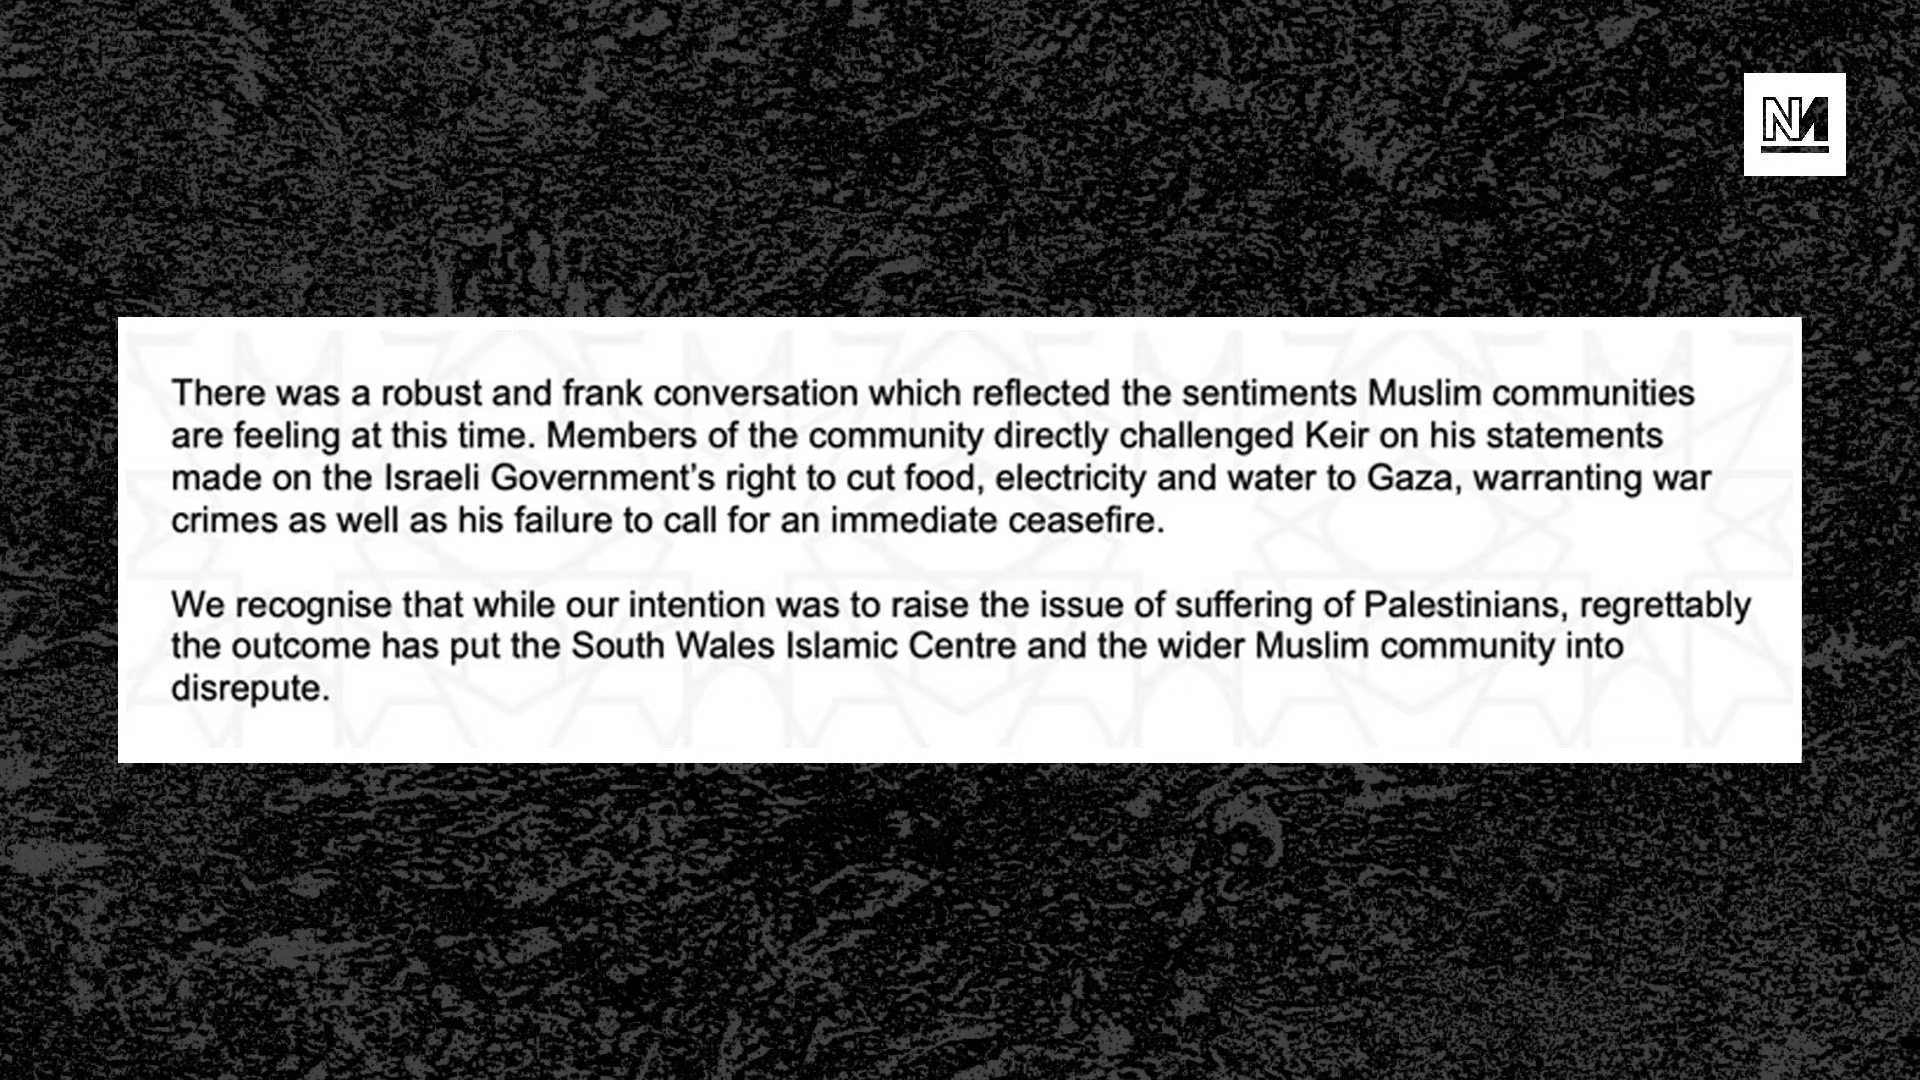 NM
There was a robust and frank conversation which reflected the sentiments Muslim communities
are feeling at this time. Members of the community directly challenged Keir on his statements
made on the Israeli Government's right to cut food, electricity and water to Gaza, warranting war
crimes as well as his failure to call for an immediate ceasefire.
We recognise that while our intention was to raise the issue of suffering of Palestinians, regrettably
the outcome has put the South Wales Islamic Centre and the wider Muslim community into
disrepute.